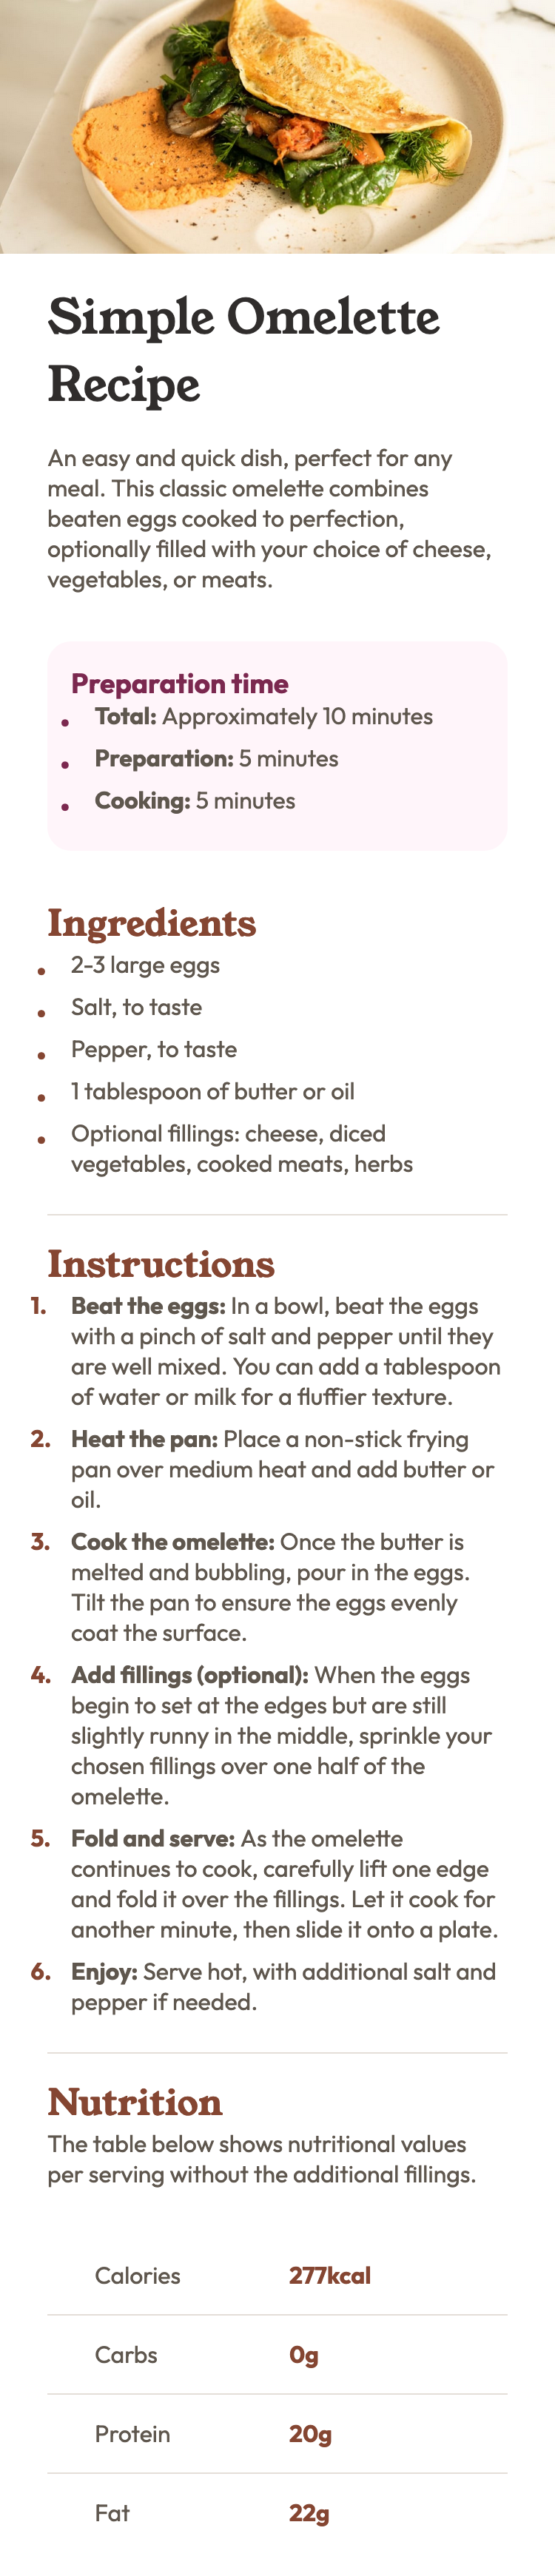 Simple Omelette
Recipe
An easy and quick dish, perfect for any
meal. This classic omelette combines
beaten eggs cooked to perfection,
optionally filled with your choice of cheese,
vegetables, or meats.
Preparation time
• Total: Approximately 10 minutes
• Preparation: 5 minutes
• Cooking: 5 minutes
Ingredients
• 2-3 large eggs
• Salt, to taste
• Pepper, to taste
• 1 tablespoon of butter or oil
• Optional fillings: cheese, diced
vegetables, cooked meats, herbs
Instructions
1. Beat the eggs: In a bowl, beat the eggs
with a pinch of salt and pepper until they
are well mixed. You can add a tablespoon
of water or milk for a fluffier texture.
2. Heat the pan: Place a non-stick frying
pan over medium heat and add butter or
oil.
3. Cook the omelette: Once the butter is
melted and bubbling, pour in the eggs.
Tilt the pan to ensure the eggs evenly
coat the surface.
4. Add fillings (optional): When the eggs
begin to set at the edges but are still
slightly runny in the middle, sprinkle your
chosen fillings over one half of the
omelette.
5. Fold and serve: As the omelette
continues to cook, carefully lift one edge
and fold it over the fillings. Let it cook for
another minute, then slide it onto a plate.
6. Enjoy: Serve hot, with additional salt and
pepper if needed.
Nutrition
The table below shows nutritional values
per serving without the additional fillings.
Calories 277kcal
Carbs 0g
Protein 20g
Fat 22g